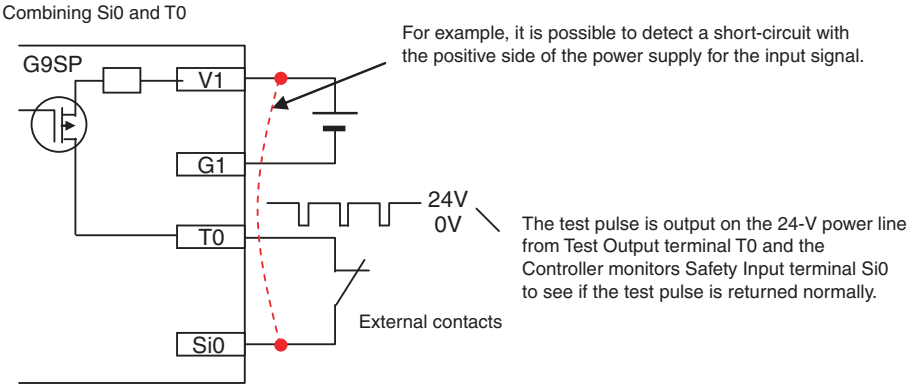 Combining Si0 and T0
For example, it is possible to detect a short-circuit with
the positive side of the power supply for the input signal.
G9SP
V1
G1
24V
0V
T0
The test pulse is output on the 24-V power line
from Test Output terminal T0 and the
Controller monitors Safety Input terminal Si0
to see if the test pulse is returned normally.
External contacts
Si0